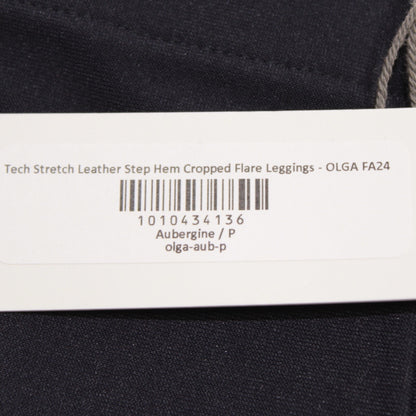 Tech Stretch Leather Step Hem Cropped Flare Leggings - OLGA FA24
1010434136
Aubergine / P
olga-aub-p